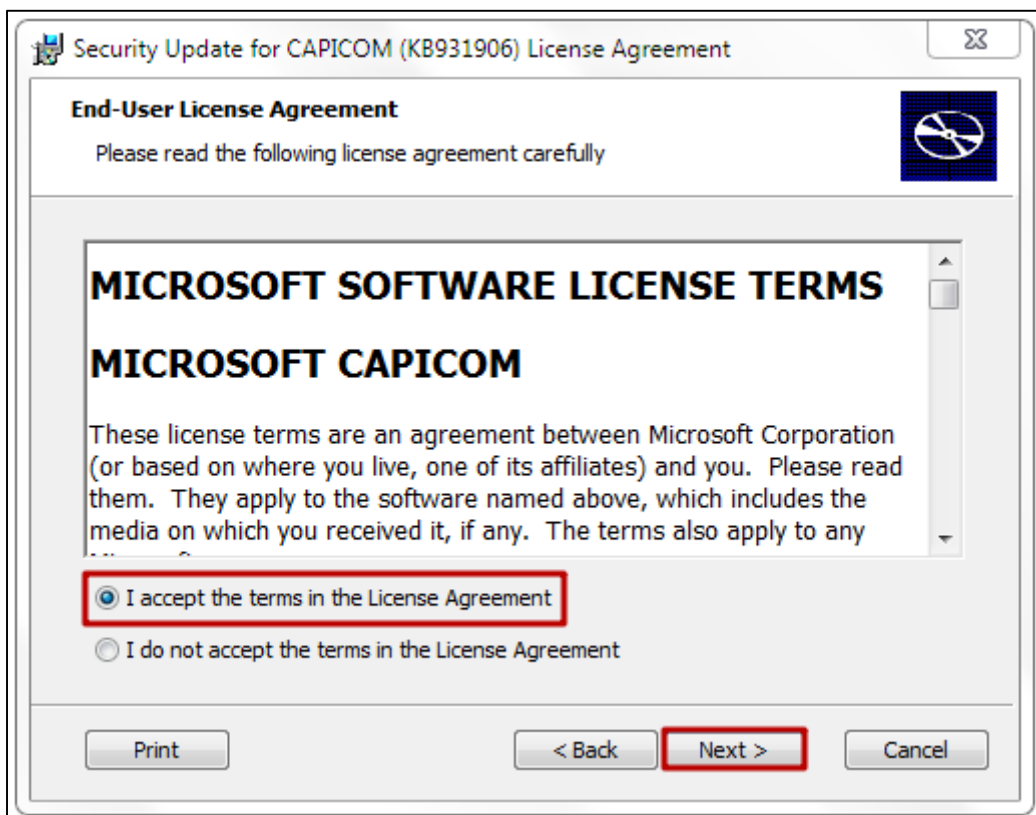 Security Update for CAPICOM (KB931906) License Agreement
End-User License Agreement
Please read the following license agreement carefully
MICROSOFT SOFTWARE LICENSE TERMS
MICROSOFT CAPICOM
These license terms are an agreement between Microsoft Corporation
(or based on where you live, one of its affiliates) and you.  Please read
them.  They apply to the software named above, which includes the
media on which you received it, if any.  The terms also apply to any
I accept the terms in the License Agreement
I do not accept the terms in the License Agreement
Print
< Back
Next >
Cancel